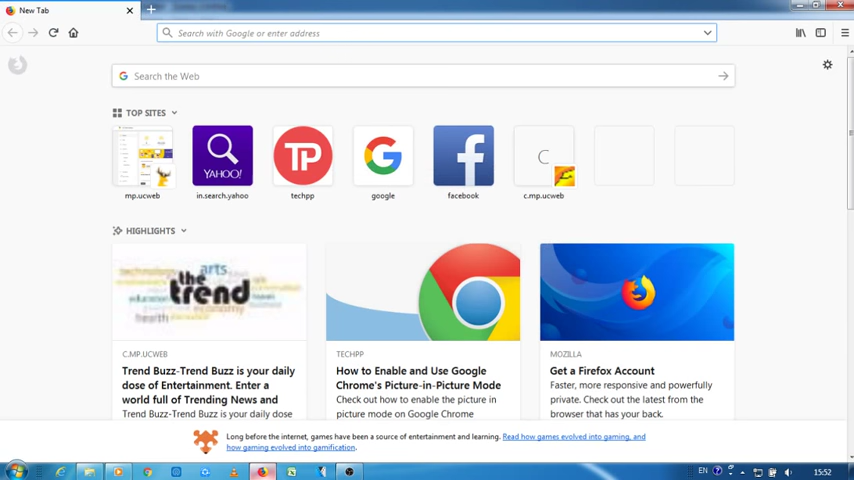 New Tab
Search with Google or enter address
Search the Web
TOP SITES
YAHOO!
TP
G
f
C
mp.ucweb
in.search.yahoo
techpp
google
facebook
c.mp.ucweb
HIGHLIGHTS
technology
arts
the
trend
education
economy
health
C.MP.UCWEB
Trend Buzz-Trend Buzz is your daily
dose of Entertainment. Enter a
world full of Trending News and
Trend Buzz-Trend Buzz is your daily dose
TECHPP
How to Enable and Use Google
Chrome's Picture-in-Picture Mode
Check out how to enable the picture in
picture mode on Google Chrome
MOZILLA
Get a Firefox Account
Faster, more responsive and powerfully
private. Check out the latest from the
browser that has your back.
Long before the internet, games have been a source of entertainment and learning. Read how games evolved into gaming, and
how gaming evolved into gamification.
EN
15:52